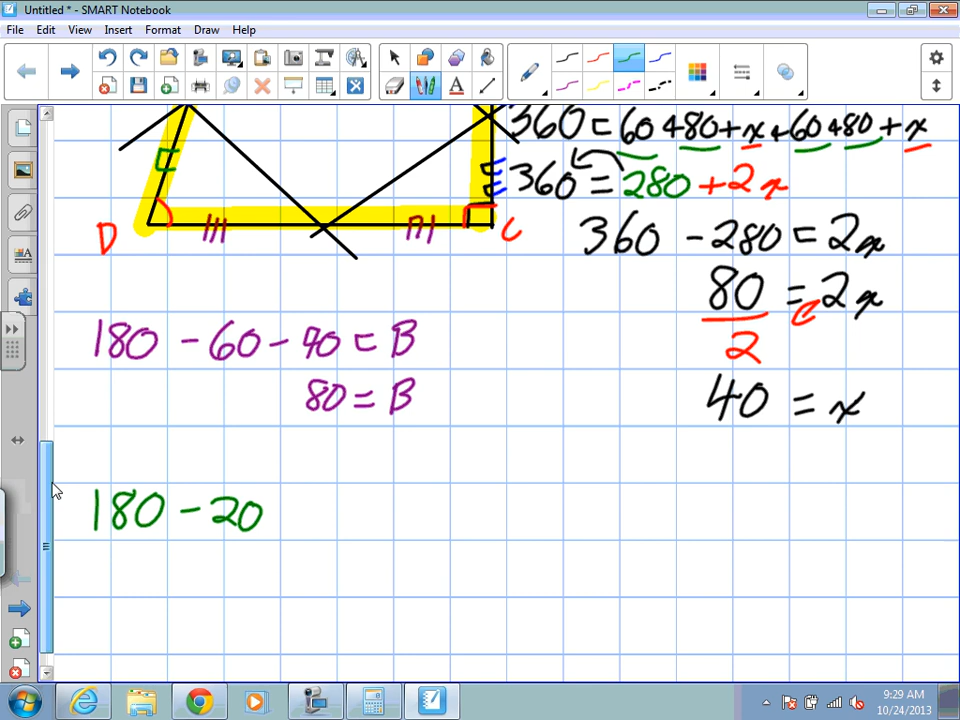 Untitled * - SMART Notebook
File Edit View Insert Format Draw Help
360 = 60 + 80 + x + 60 + 80 + x
360 = 280 + 2x
D
C
360 - 280 = 2x
80 = 2x
2
180 - 60 - 40 = B
80 = B
40 = x
180 - 20
9:29 AM
10/24/2013